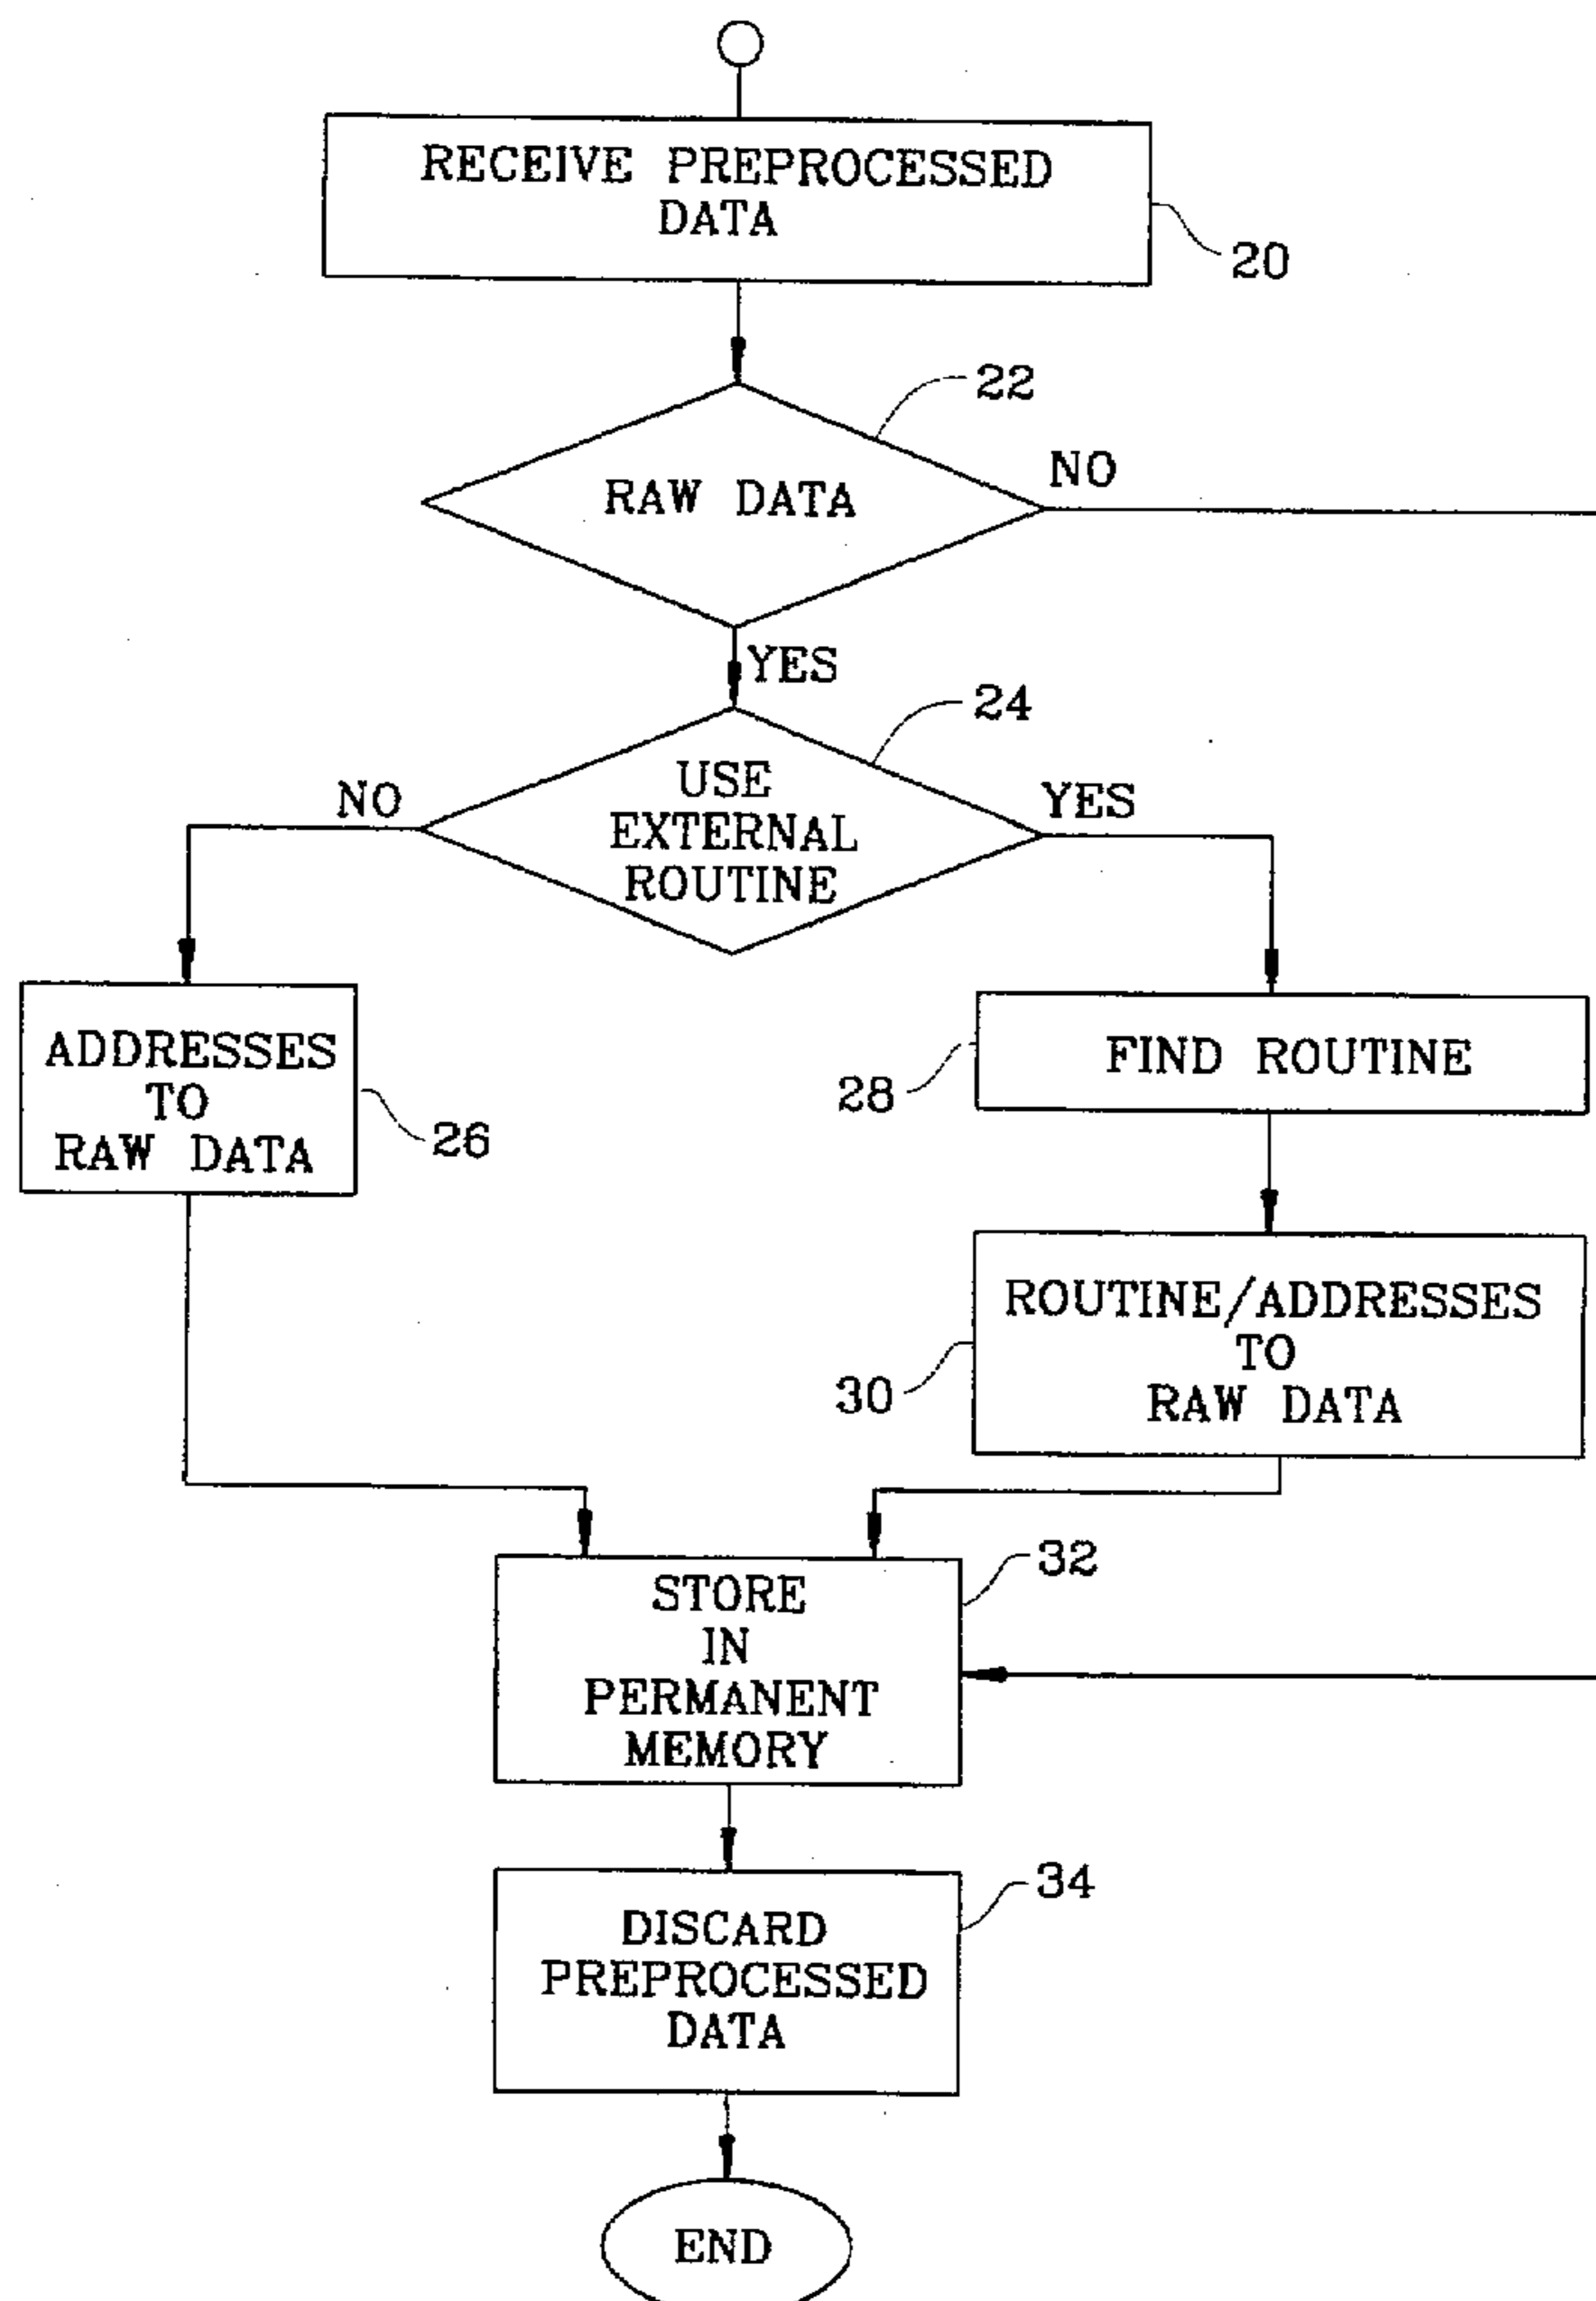 RECEIVE PREPROCESSED
DATA
20
22
RAW DATA
NO
YES
24
USE
EXTERNAL
ROUTINE
NO
YES
ADDRESSES
TO
RAW DATA
26
FIND ROUTINE
28
ROUTINE/ADDRESSES
TO
RAW DATA
30
STORE
IN
PERMANENT
MEMORY
32
DISCARD
PREPROCESSED
DATA
34
END